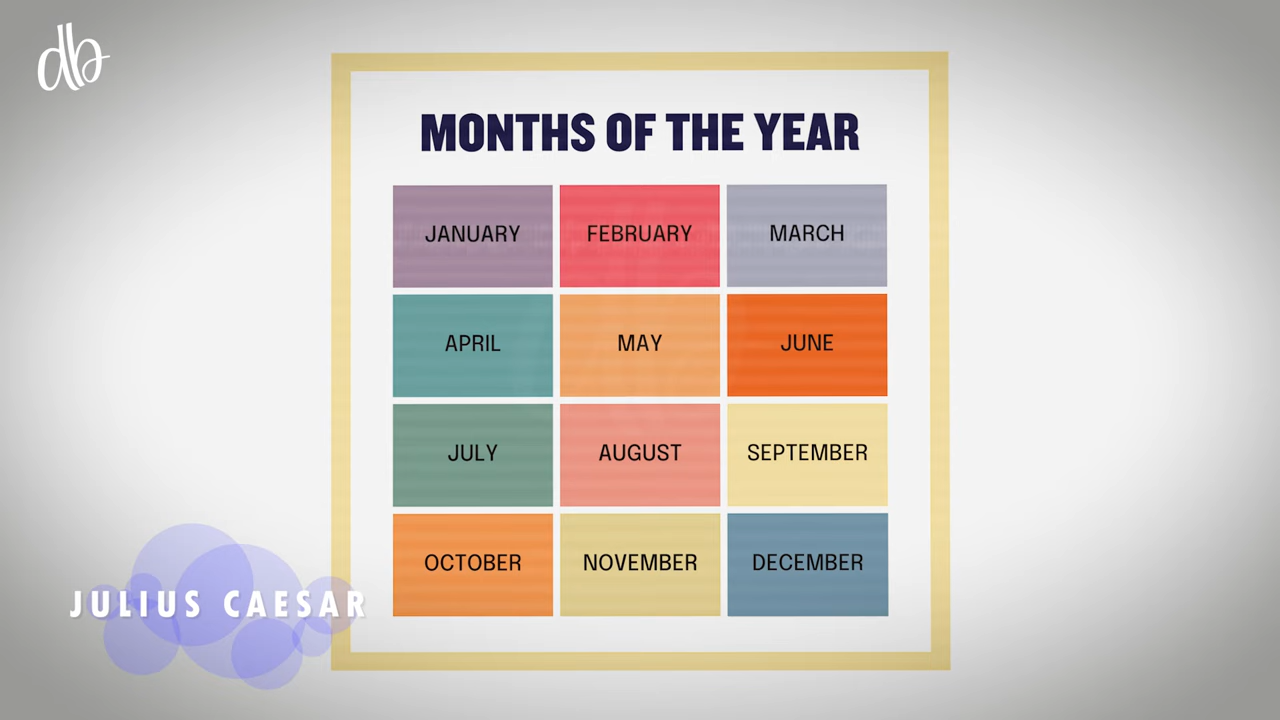 db
MONTHS OF THE YEAR
JANUARY FEBRUARY MARCH
APRIL MAY JUNE
JULY AUGUST SEPTEMBER
OCTOBER NOVEMBER DECEMBER
JULIUS CAESAR